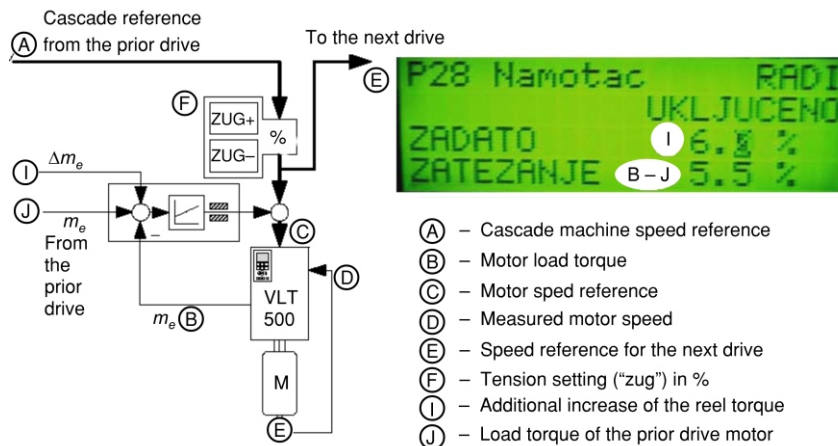 Cascade reference
from the prior drive
A
To the next drive
E
F
ZUG+
ZUG–
%
I
Δmₑ
J
mₑ
From
the
prior
drive
–
C
D
VLT
500
mₑ B
M
E
P28 Namotac RADI
UKLJUCENO
ZADATO I 6. %
ZATEZANJE B – J 5.5 %
A – Cascade machine speed reference
B – Motor load torque
C – Motor sped reference
D – Measured motor speed
E – Speed reference for the next drive
F – Tension setting (“zug”) in %
I – Additional increase of the reel torque
J – Load torque of the prior drive motor